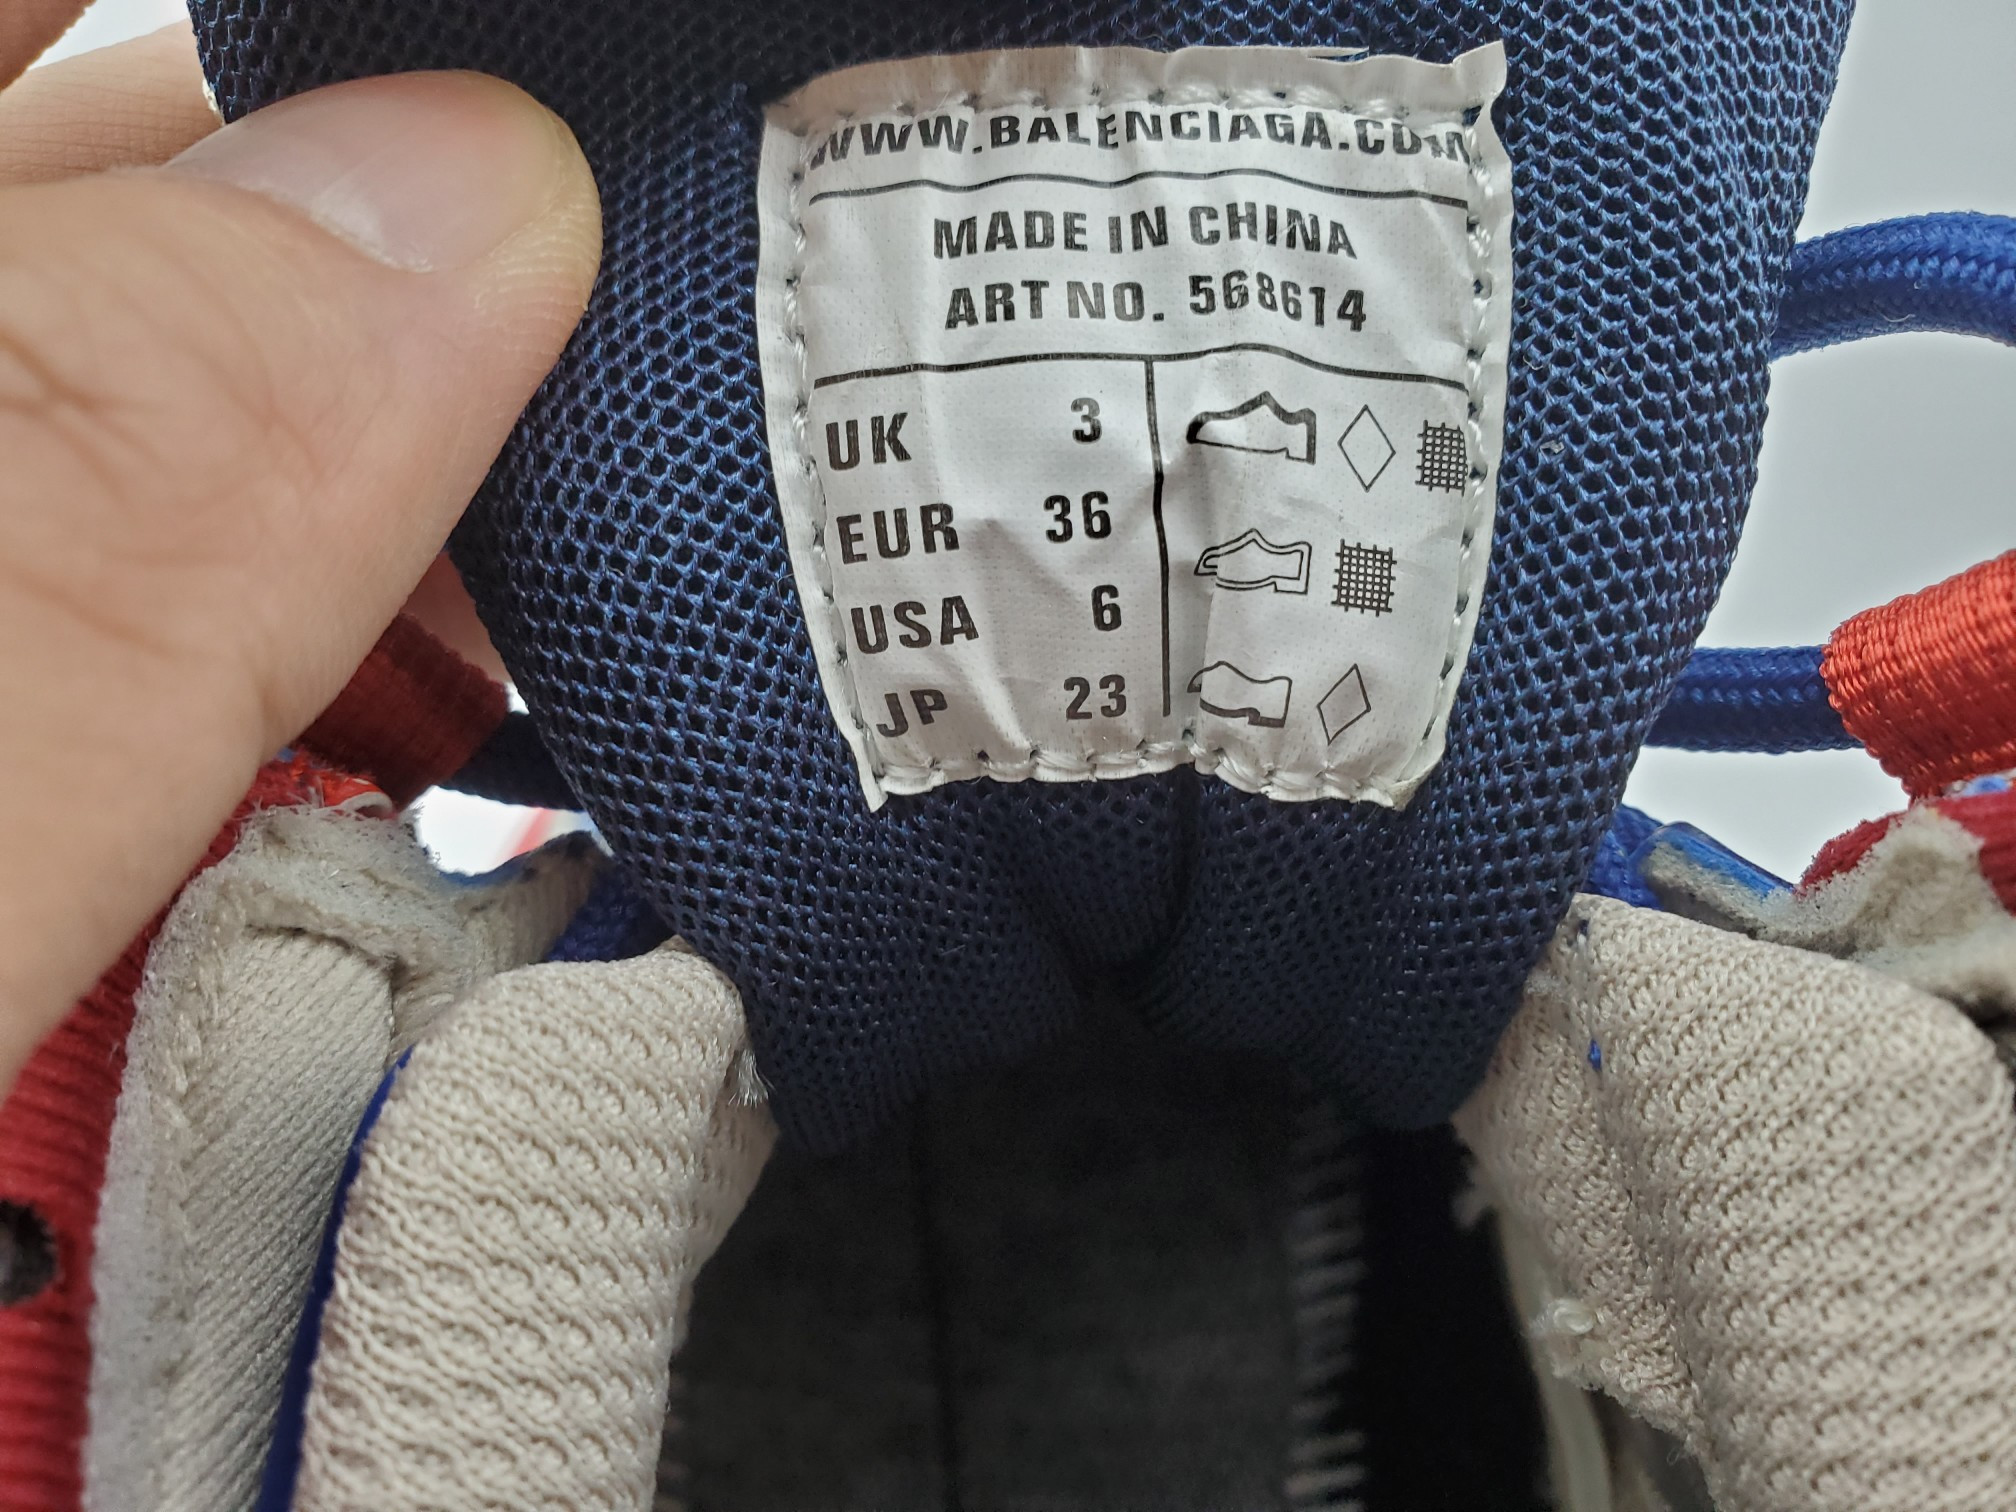 WWW.BALENCIAGA.COM
MADE IN CHINA
ART NO. 568614
UK 3
EUR 36
USA 6
JP 23